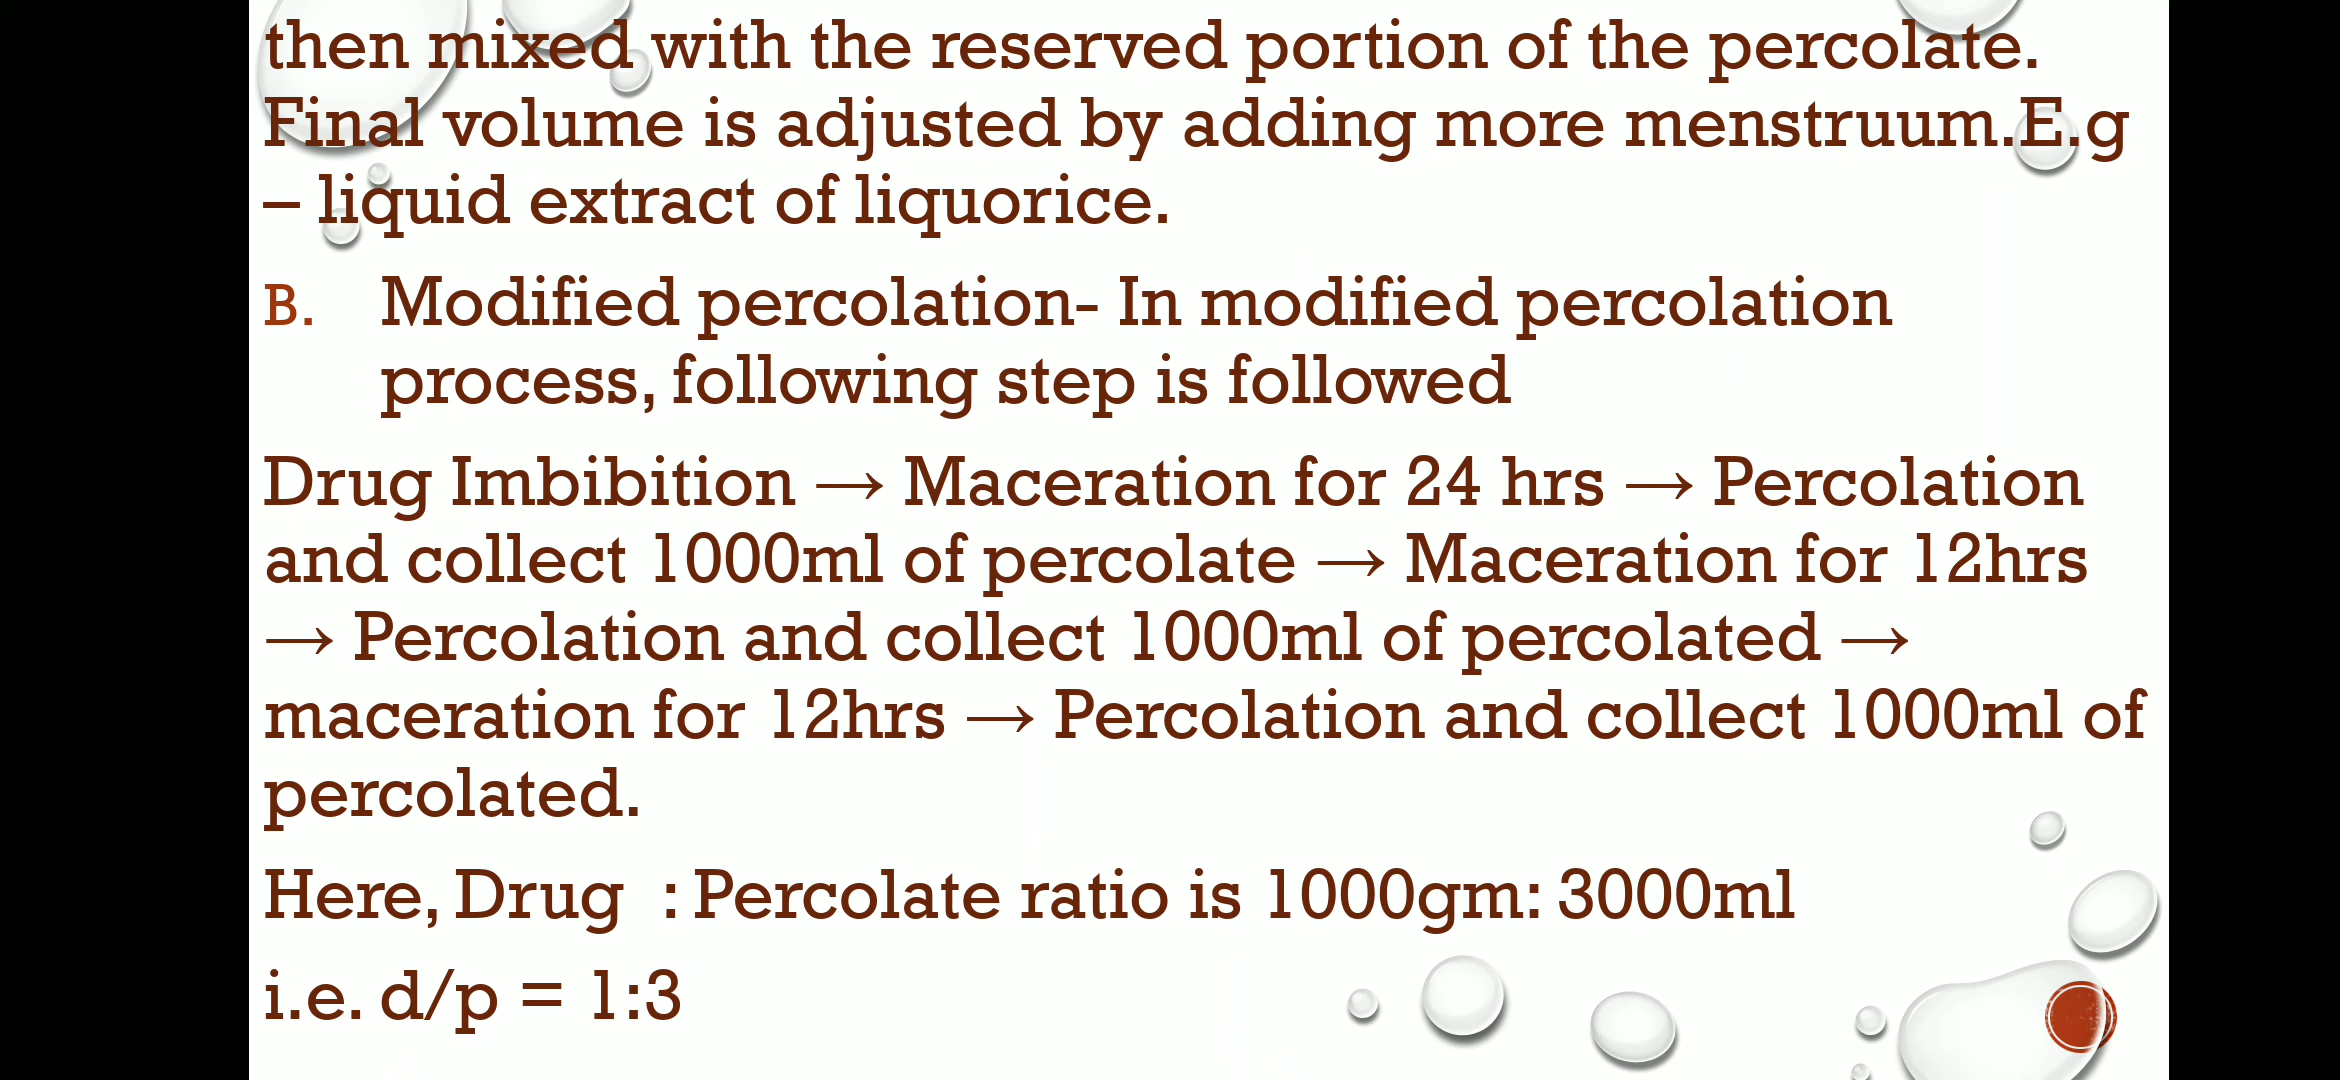 then mixed with the reserved portion of the percolate.
Final volume is adjusted by adding more menstruum.E.g
– liquid extract of liquorice.
B. Modified percolation- In modified percolation
process, following step is followed
Drug Imbibition → Maceration for 24 hrs → Percolation
and collect 1000ml of percolate → Maceration for 12hrs
→ Percolation and collect 1000ml of percolated →
maceration for 12hrs → Percolation and collect 1000ml of
percolated.
Here, Drug : Percolate ratio is 1000gm: 3000ml
i.e. d/p = 1:3